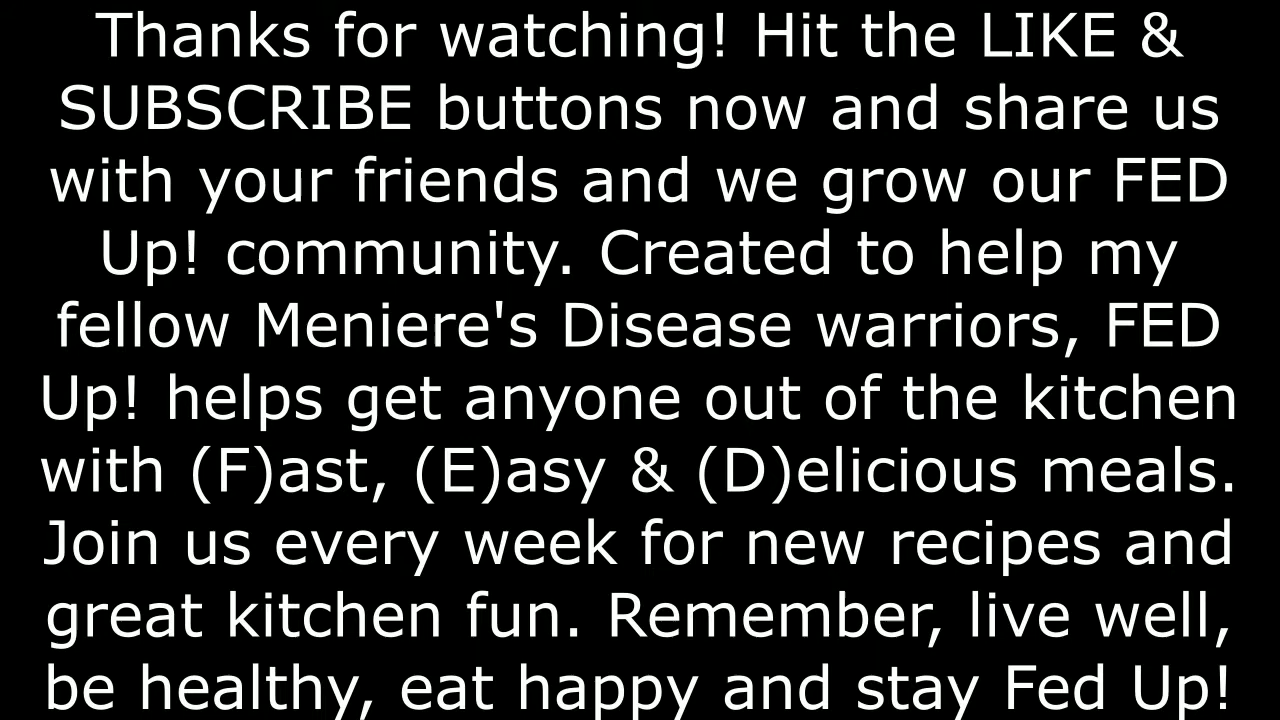 Thanks for watching! Hit the LIKE &
SUBSCRIBE buttons now and share us
with your friends and we grow our FED
Up! community. Created to help my
fellow Meniere's Disease warriors, FED
Up! helps get anyone out of the kitchen
with (F)ast, (E)asy & (D)elicious meals.
Join us every week for new recipes and
great kitchen fun. Remember, live well,
be healthy, eat happy and stay Fed Up!